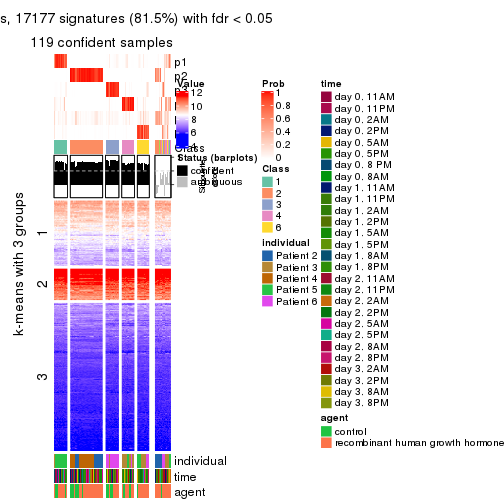 s, 17177 signatures (81.5%) with fdr < 0.05
119 confident samples
p1
p2
Value
12
10
6
Class
Status (barplots)
confident
ambiguous
Prob
1
0.8
0.6
0.4
0.2
0
Class
1
2
3
4
6
individual
Patient 2
Patient 3
Patient 4
Patient 5
Patient 6
time
day 0. 11AM
day 0. 11PM
day 0. 2AM
day 0. 2PM
day 0. 5AM
day 0. 5PM
day 0. 8 PM
day 0. 8AM
day 1. 11AM
day 1. 11PM
day 1. 2AM
day 1. 2PM
day 1. 5AM
day 1. 5PM
day 1. 8AM
day 1. 8PM
day 2. 11AM
day 2. 11PM
day 2. 2AM
day 2. 2PM
day 2. 5AM
day 2. 5PM
day 2. 8AM
day 2. 8PM
day 3. 2AM
day 3. 2PM
day 3. 8AM
day 3. 8PM
agent
control
recombinant human growth hormone
k-means with 3 groups
1
2
3
individual
time
agent